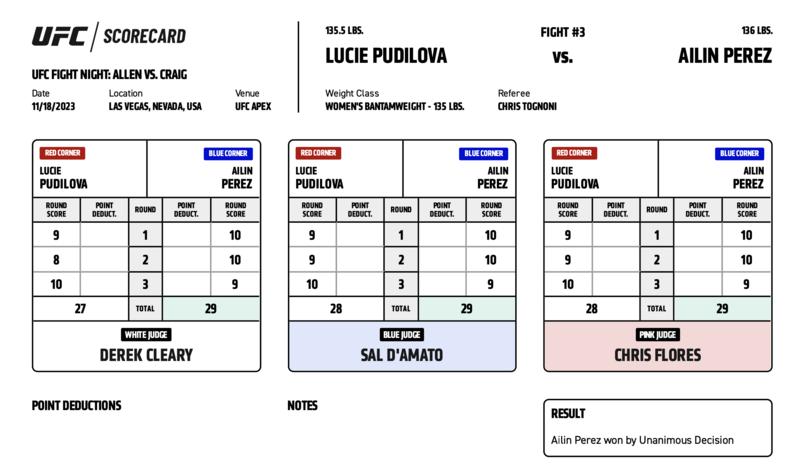 UFC SCORECARD
UFC FIGHT NIGHT: ALLEN VS. CRAIG
Date Location Venue
11/18/2023 LAS VEGAS, NEVADA, USA UFC APEX
135.5 LBS. FIGHT #3 136 LBS.
LUCIE PUDILOVA VS. AILIN PEREZ
Weight Class Referee
WOMEN'S BANTAMWEIGHT - 135 LBS. CHRIS TOGNONI
RED CORNER BLUE CORNER
LUCIE AILIN
PUDILOVA PEREZ
ROUND POINT ROUND POINT ROUND
SCORE DEDUCT. DEDUCT. SCORE
9 1 10
8 2 10
10 3 9
27 TOTAL 29
WHITE JUDGE
DEREK CLEARY
RED CORNER BLUE CORNER
LUCIE AILIN
PUDILOVA PEREZ
ROUND POINT ROUND POINT ROUND
SCORE DEDUCT. DEDUCT. SCORE
9 1 10
9 2 10
10 3 9
28 TOTAL 29
BLUE JUDGE
SAL D'AMATO
RED CORNER BLUE CORNER
LUCIE AILIN
PUDILOVA PEREZ
ROUND POINT ROUND POINT ROUND
SCORE DEDUCT. DEDUCT. SCORE
9 1 10
9 2 10
10 3 9
28 TOTAL 29
PINK JUDGE
CHRIS FLORES
POINT DEDUCTIONS
NOTES
RESULT
Ailin Perez won by Unanimous Decision